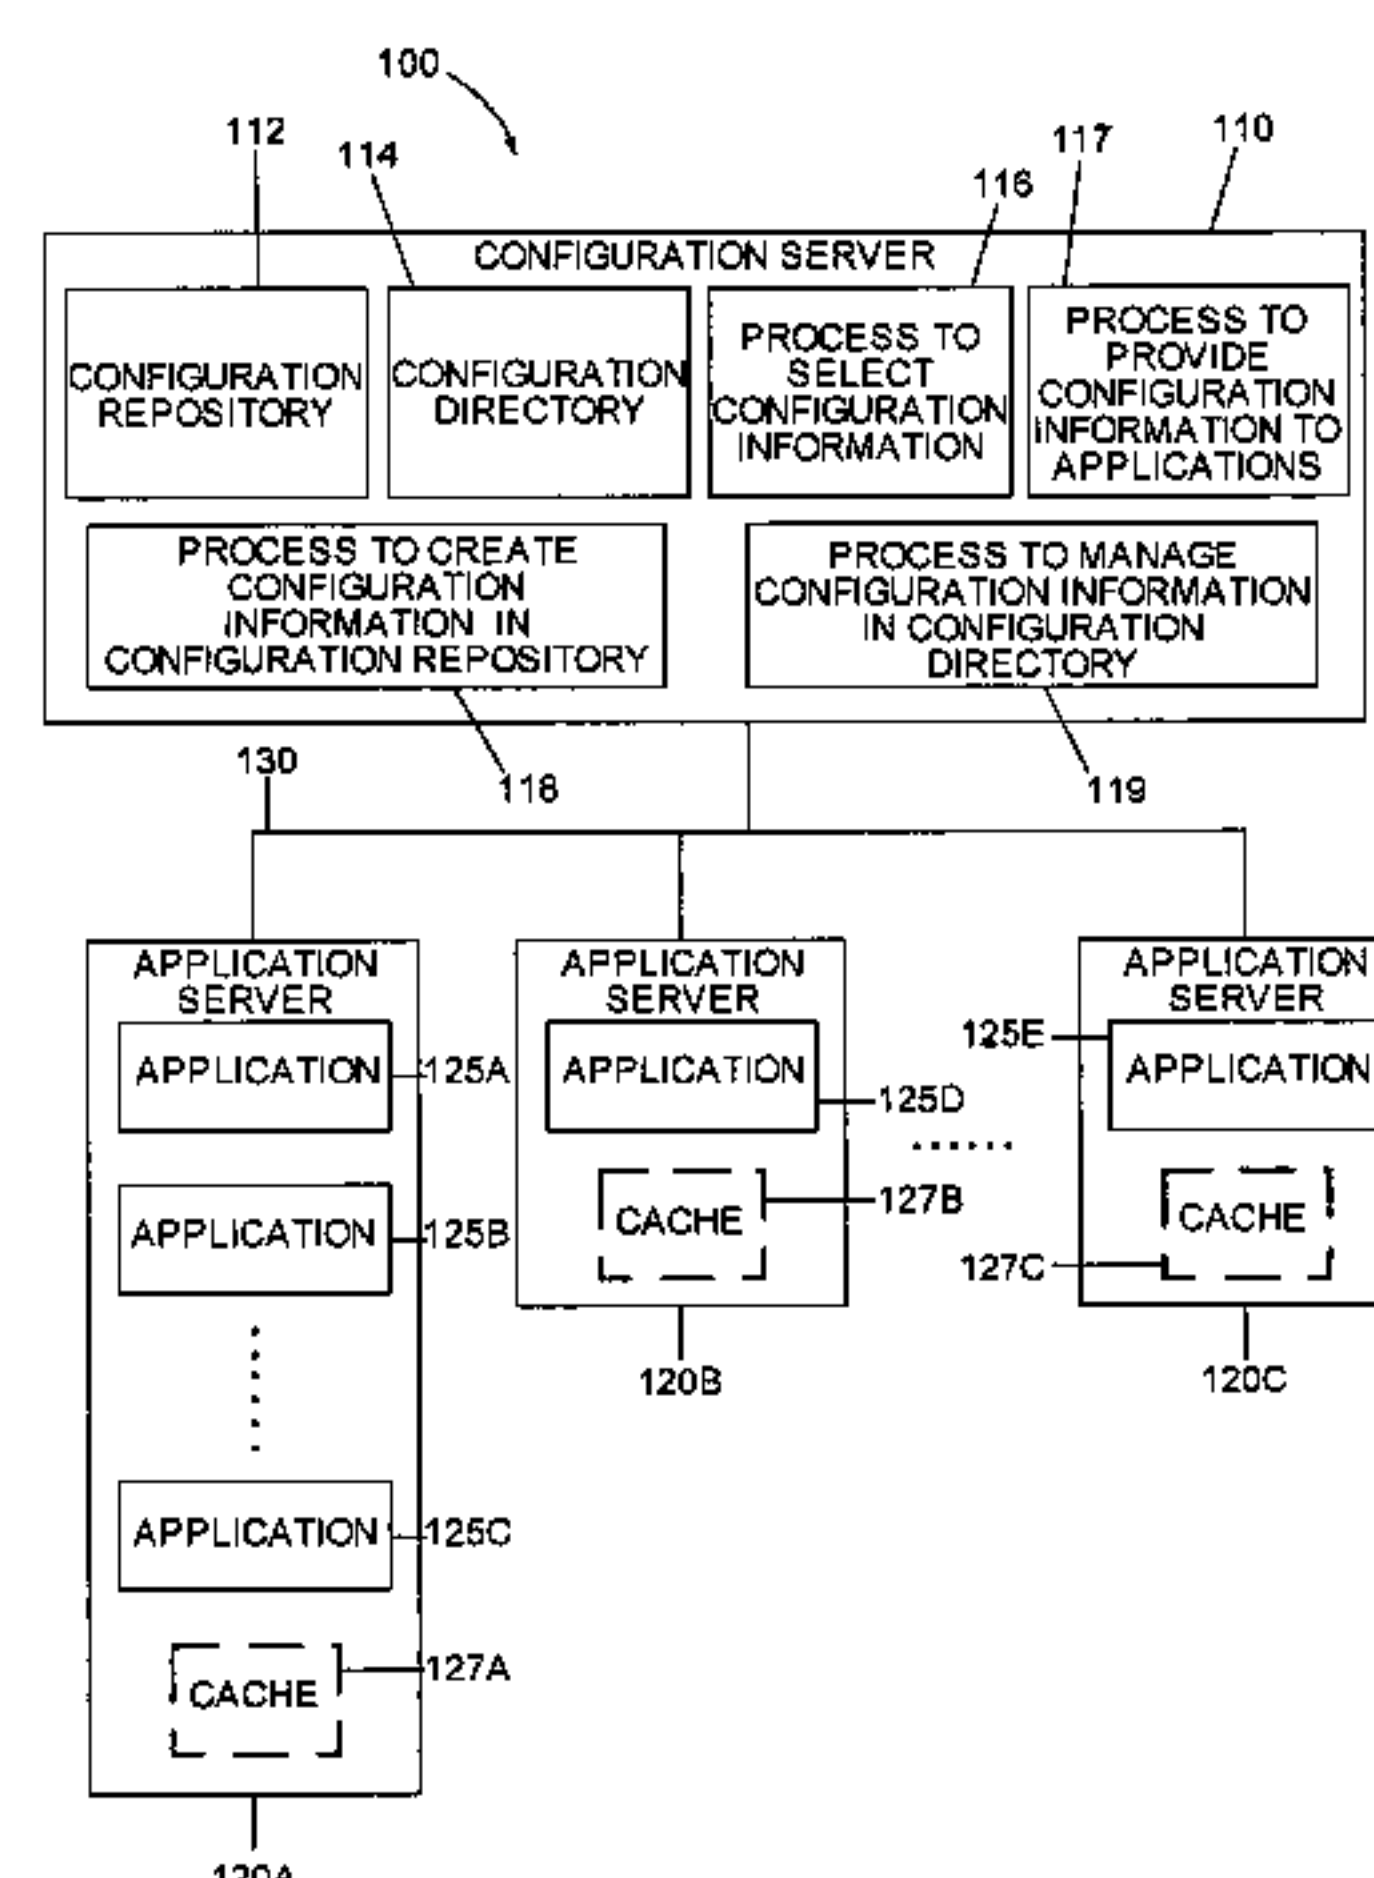 100
112
114
116
117
110
CONFIGURATION SERVER
CONFIGURATION
REPOSITORY
CONFIGURATION
DIRECTORY
PROCESS TO
SELECT
CONFIGURATION
INFORMATION
PROCESS TO
PROVIDE
CONFIGURATION
INFORMATION TO
APPLICATIONS
PROCESS TO CREATE
CONFIGURATION
INFORMATION IN
CONFIGURATION REPOSITORY
PROCESS TO MANAGE
CONFIGURATION INFORMATION
IN CONFIGURATION
DIRECTORY
130
118
119
APPLICATION
SERVER
APPLICATION
125A
APPLICATION
125B
APPLICATION
125C
CACHE
127A
120A
APPLICATION
SERVER
APPLICATION
125D
CACHE
127B
120B
......
APPLICATION
SERVER
125E
APPLICATION
CACHE
127C
120C